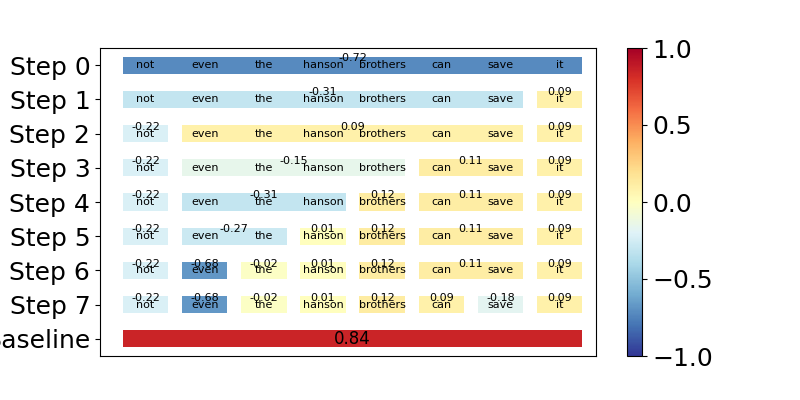 1.0
-0.72
Step 0 not even the hanson brothers can save it
-0.31 0.09
Step 1 not even the hanson brothers can save it
0.5
-0.22 0.09 0.09
Step 2 not even the hanson brothers can save it
-0.22 -0.15 0.11 0.09
Step 3 not even the hanson brothers can save it
-0.22 -0.31 0.12 0.11 0.09
Step 4 not even the hanson brothers can save it
0.0
-0.22 -0.27 0.01 0.12 0.11 0.09
Step 5 not even the hanson brothers can save it
-0.22 -0.68 -0.02 0.01 0.12 0.11 0.09
Step 6 not even the hanson brothers can save it
−0.5
-0.22 -0.68 -0.02 0.01 0.12 0.09 -0.18 0.09
Step 7 not even the hanson brothers can save it
aseline 0.84
−1.0